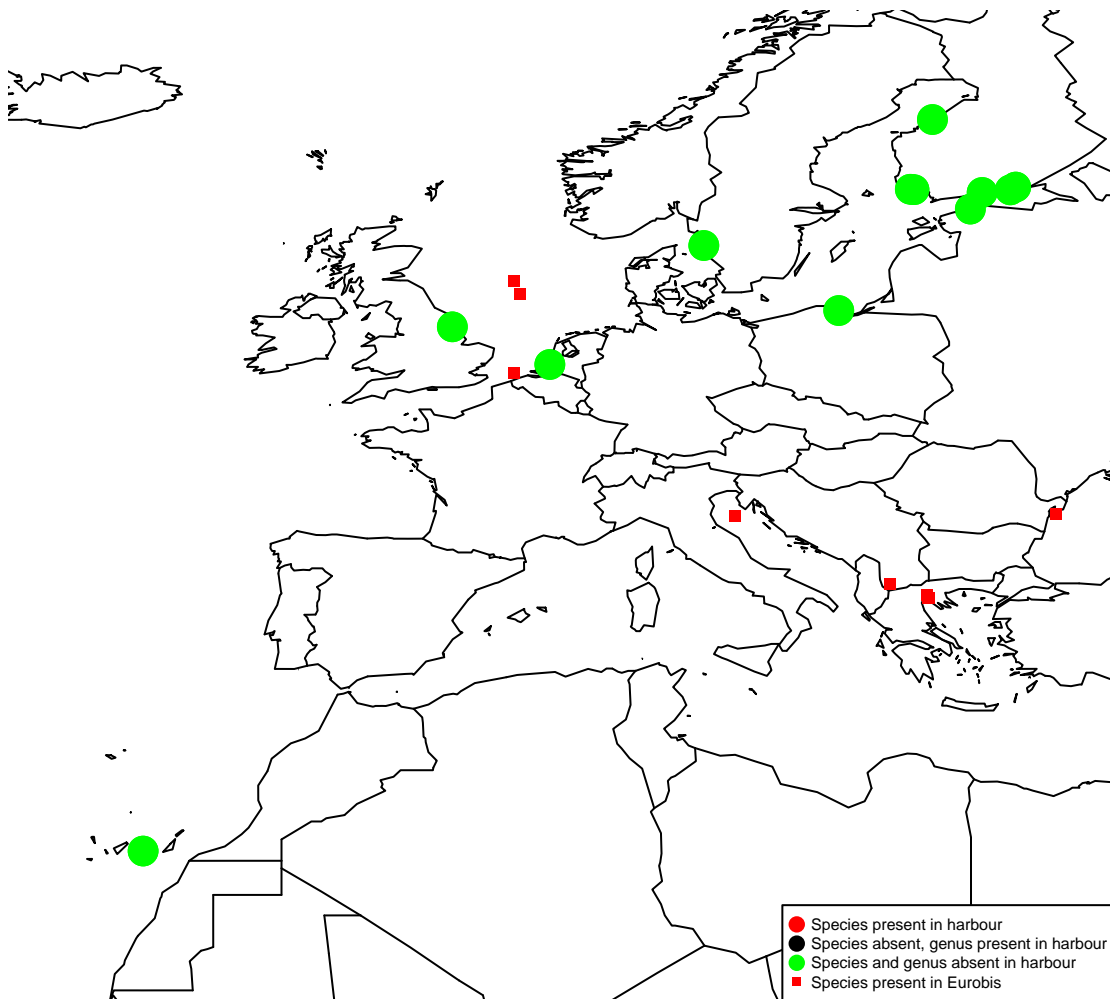 Species present in harbour
Species absent, genus present in harbour
Species and genus absent in harbour
Species present in Eurobis